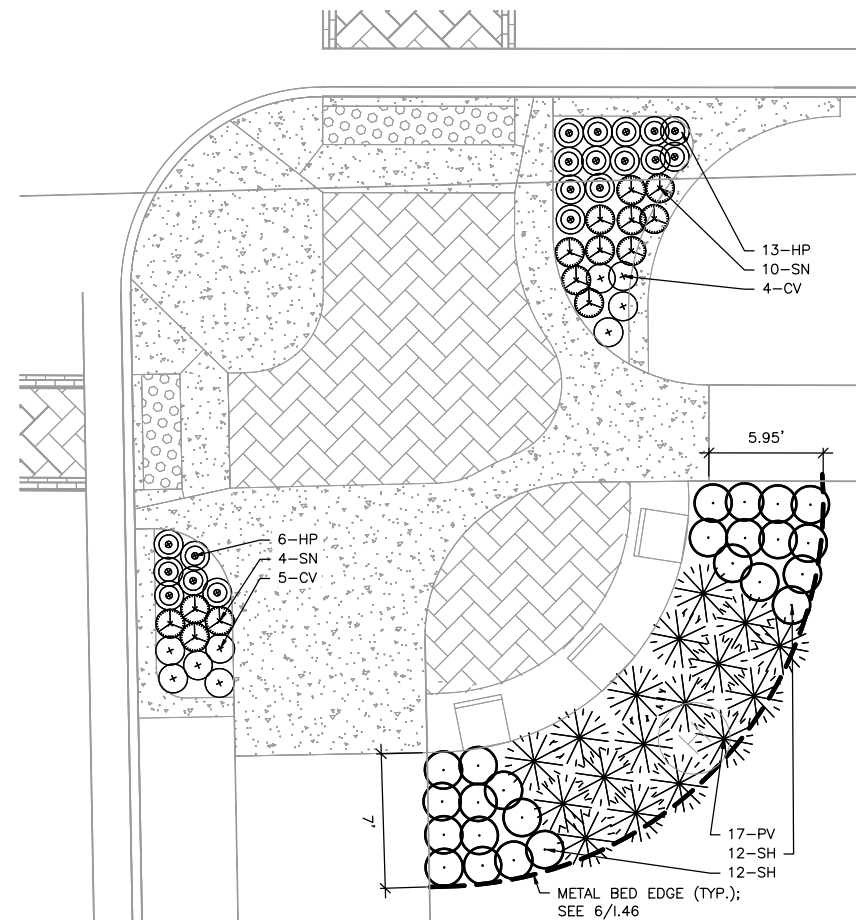 13-HP
10-SN
4-CV
5.95'
6-HP
4-SN
5-CV
7'
17-PV
12-SH
12-SH
METAL BED EDGE (TYP.);
SEE 6/I.46